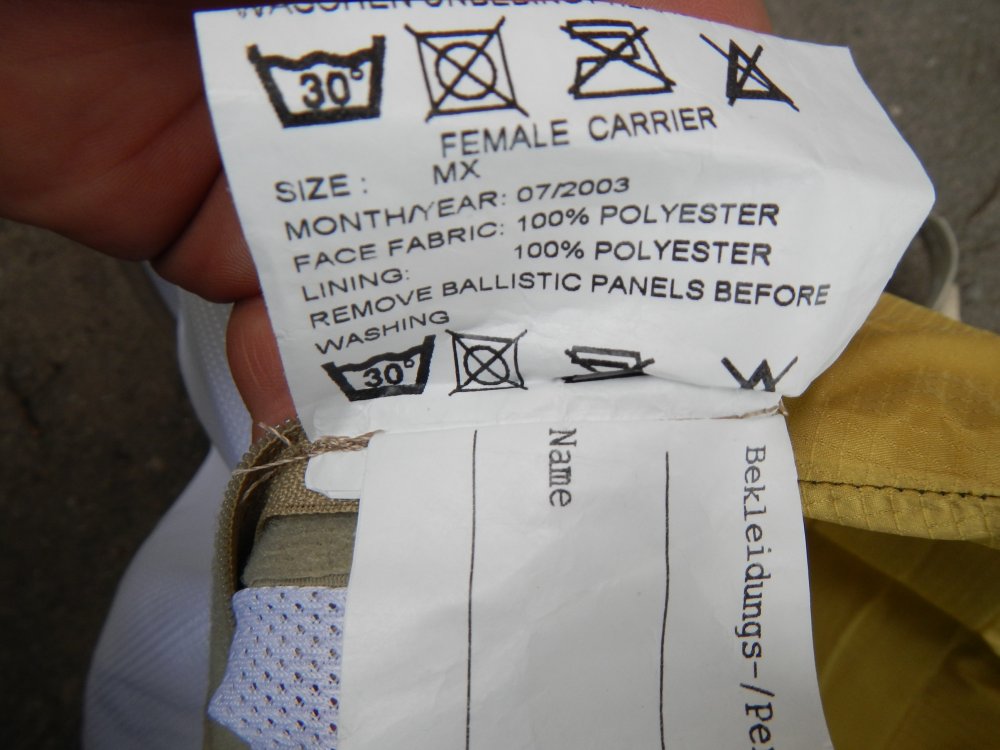 30°
FEMALE CARRIER
SIZE : MX
MONTH/YEAR: 07/2003
FACE FABRIC: 100% POLYESTER
LINING: 100% POLYESTER
REMOVE BALLISTIC PANELS BEFORE
WASHING
30°
Name
Bekleidungs-/Pe